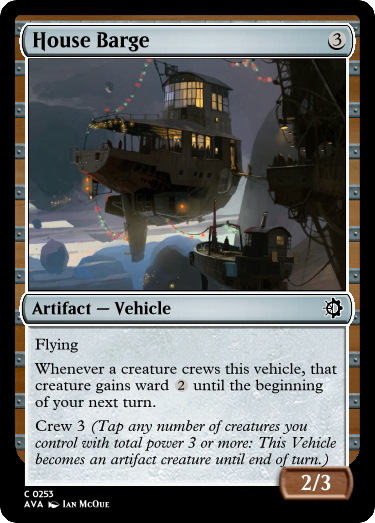 House Barge 3
Artifact — Vehicle
Flying
Whenever a creature crews this vehicle, that
creature gains ward 2 until the beginning
of your next turn.
Crew 3 (Tap any number of creatures you
control with total power 3 or more: This Vehicle
becomes an artifact creature until end of turn.)
2/3
C 0253
AVA Ian McQue